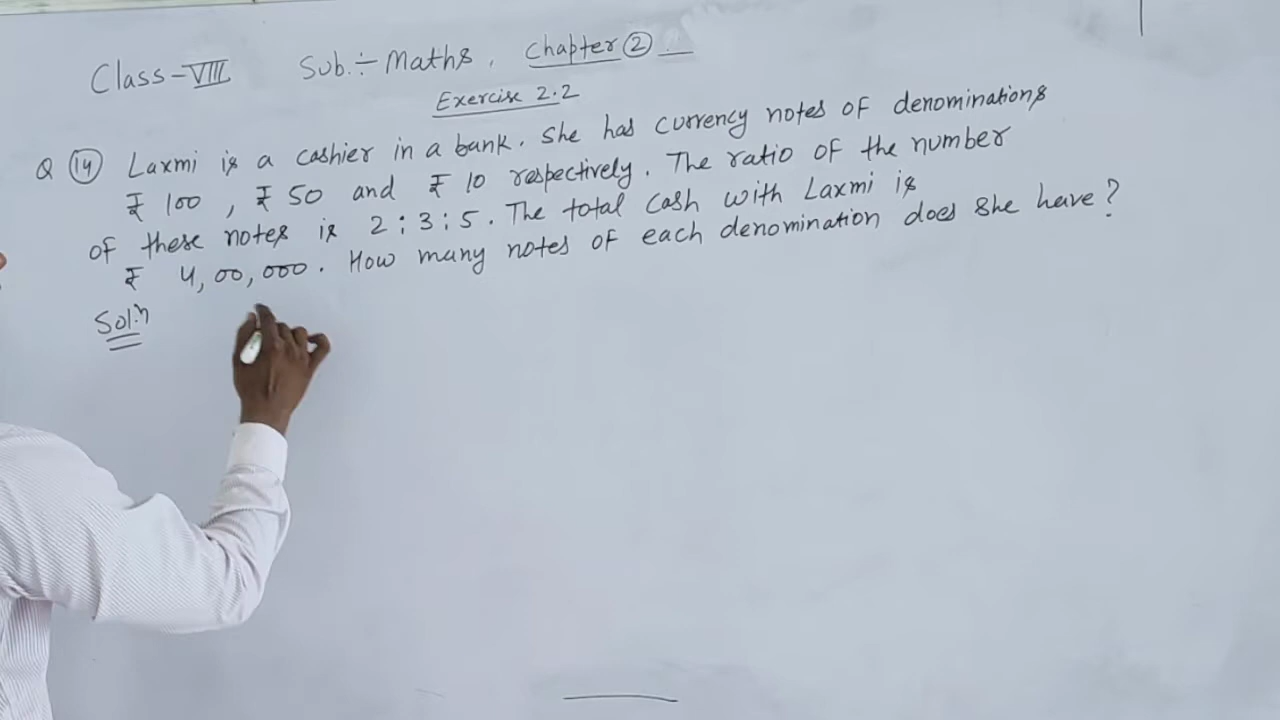 Class-VIII Sub.:- Maths, Chapter ②
Exercise 2.2
Q ⑭ Laxmi is a cashier in a bank. She has currency notes of denominations
₹ 100, ₹ 50 and ₹ 10 respectively. The ratio of the number
of these notes is 2:3:5. The total cash with Laxmi is
₹ 4,00,000. How many notes of each denomination does she have?
Sol:n